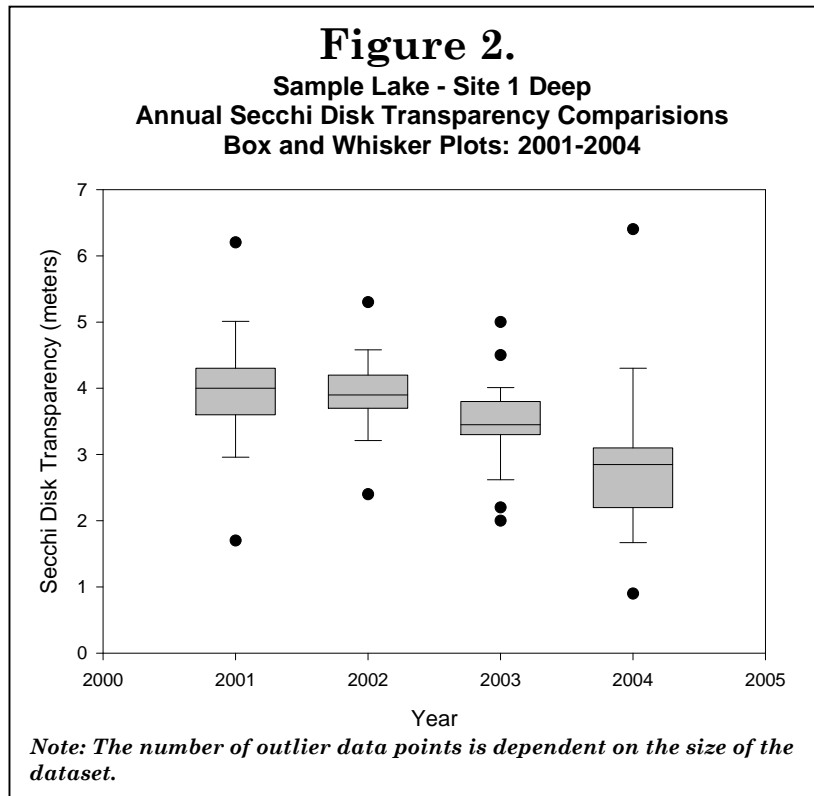 Figure 2.
Sample Lake - Site 1 Deep
Annual Secchi Disk Transparency Comparisions
Box and Whisker Plots: 2001-2004
Secchi Disk Transparency (meters)
7
6
5
4
3
2
1
0
2000 2001 2002 2003 2004 2005
Year
Note: The number of outlier data points is dependent on the size of the
dataset.